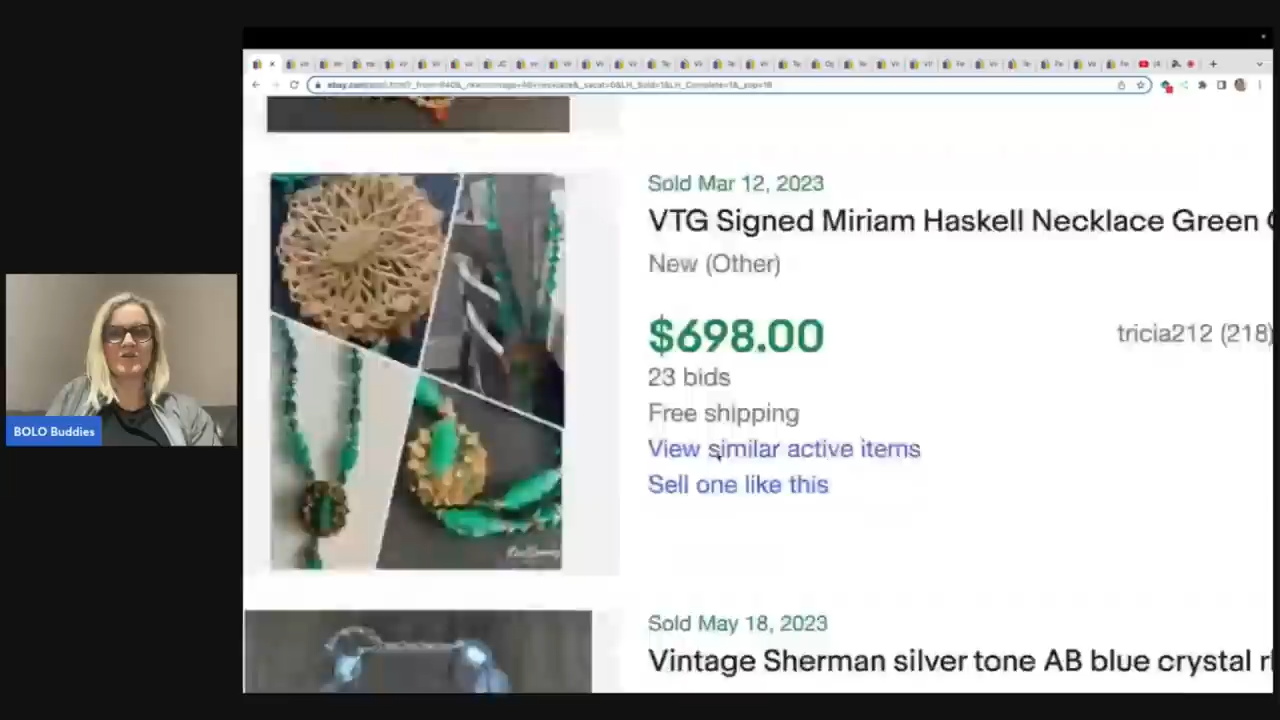 Sold Mar 12, 2023
VTG Signed Miriam Haskell Necklace Green
New (Other)
$698.00
tricia212 (218)
23 bids
Free shipping
View similar active items
Sell one like this
BOLO Buddies
Sold May 18, 2023
Vintage Sherman silver tone AB blue crystal